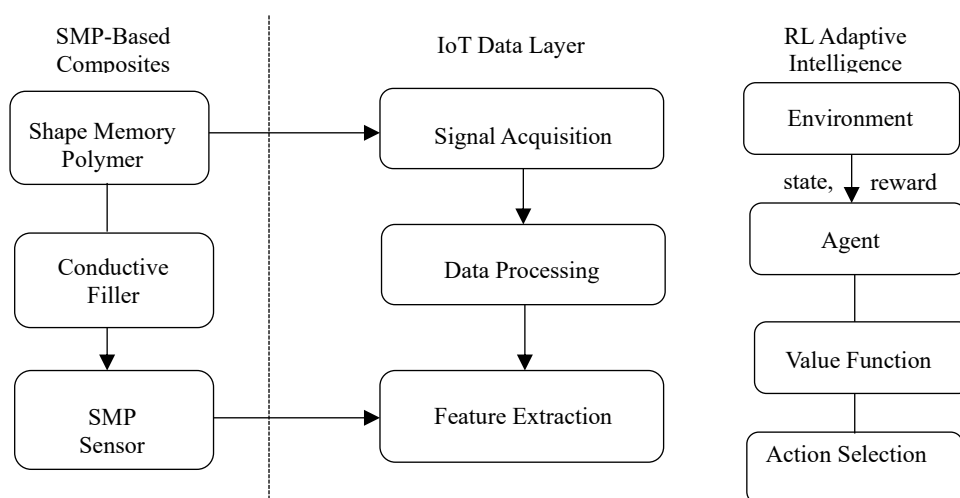 SMP-Based
Composites
Shape Memory
Polymer
Conductive
Filler
SMP
Sensor
IoT Data Layer
Signal Acquisition
Data Processing
Feature Extraction
RL Adaptive
Intelligence
Environment
state, reward
Agent
Value Function
Action Selection